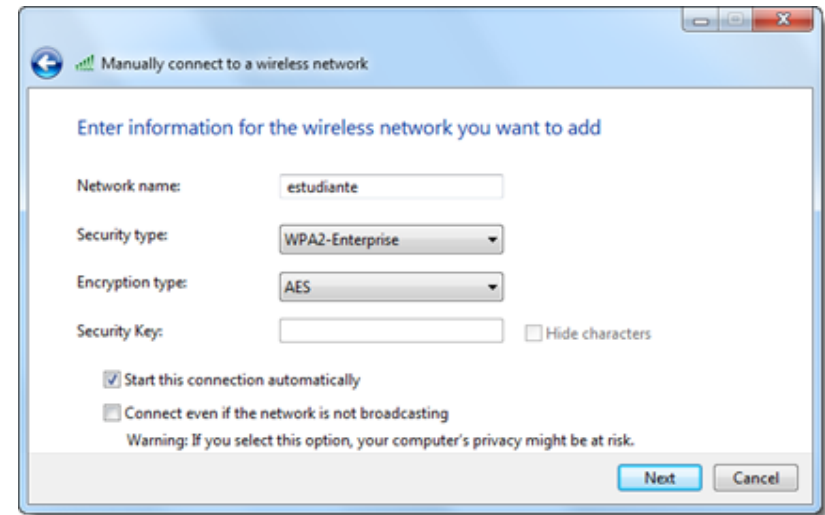 Manually connect to a wireless network
Enter information for the wireless network you want to add
Network name: estudiante
Security type: WPA2-Enterprise
Encryption type: AES
Security Key: Hide characters
Start this connection automatically
Connect even if the network is not broadcasting
Warning: If you select this option, your computer's privacy might be at risk.
Next Cancel